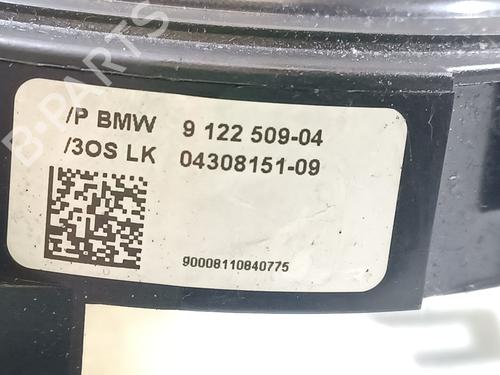 /P BMW 9 122 509-04
/3OS LK 04308151-09
90008110840775
B-PARTS